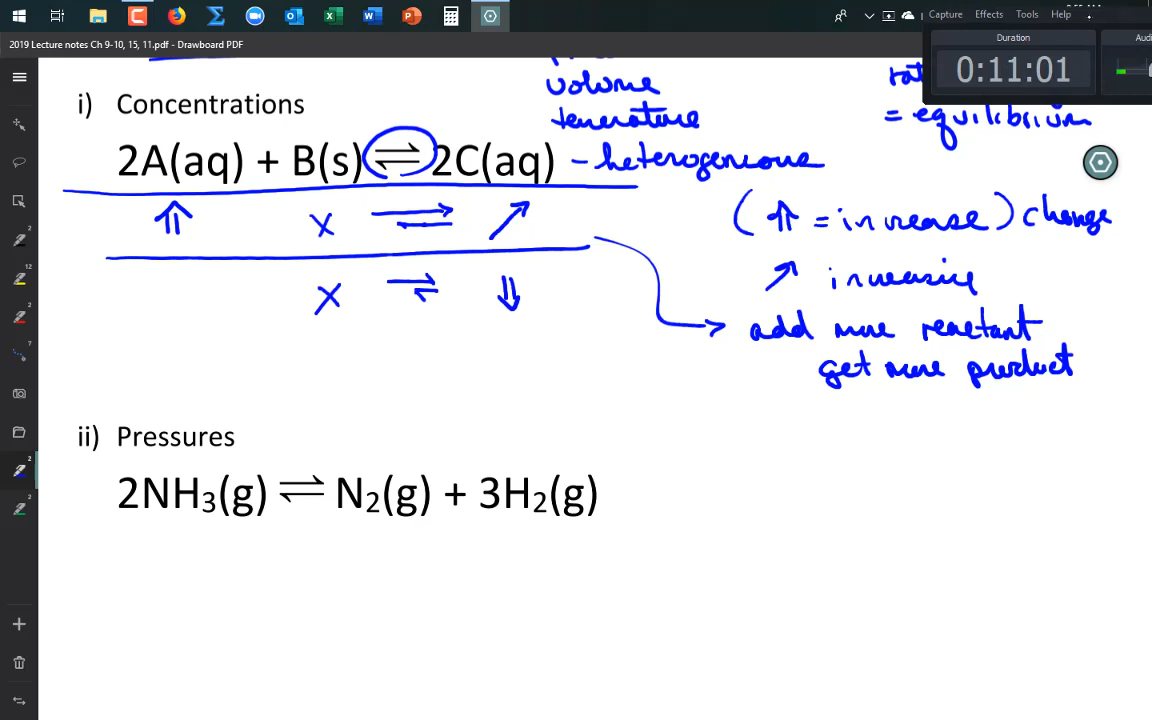 Capture Effects Tools Help
2019 Lecture notes Ch 9-10, 15, 11.pdf - Drawboard PDF
Duration
0:11:01
volume
i) Concentrations
tenerature
= equilibrium
2A(aq) + B(s) ⇌ 2C(aq) - heterogeneous
⇑ x ⇌ ↗
(⇑ = increase) change
↗ increasing
x ⇌ ⇓
→ add more reactant
get more product
ii) Pressures
2NH₃(g) ⇌ N₂(g) + 3H₂(g)